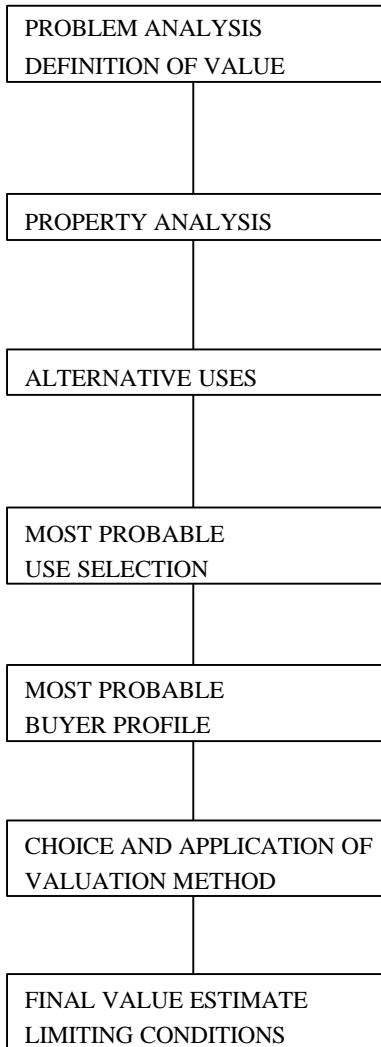 PROBLEM ANALYSIS
DEFINITION OF VALUE
PROPERTY ANALYSIS
ALTERNATIVE USES
MOST PROBABLE
USE SELECTION
MOST PROBABLE
BUYER PROFILE
CHOICE AND APPLICATION OF
VALUATION METHOD
FINAL VALUE ESTIMATE
LIMITING CONDITIONS